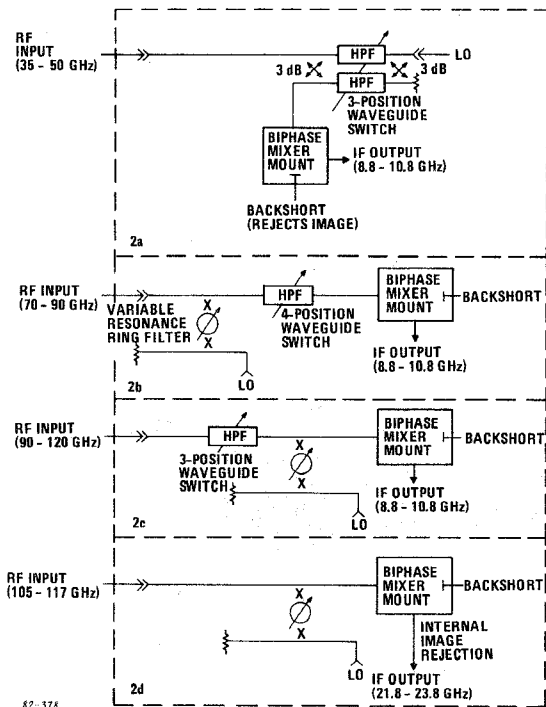 RF
INPUT
(35 - 50 GHz)
HPF
LO
3 dB
HPF
3 dB
3-POSITION
WAVEGUIDE
SWITCH
BIPHASE
MIXER
MOUNT
IF OUTPUT
(8.8 - 10.8 GHz)
BACKSHORT
(REJECTS IMAGE)
2a
RF INPUT
(70 - 90 GHz)
VARIABLE
RESONANCE
RING FILTER
X
X
HPF
4-POSITION
WAVEGUIDE
SWITCH
BIPHASE
MIXER
MOUNT
BACKSHORT
IF OUTPUT
(8.8 - 10.8 GHz)
LO
2b
RF INPUT
(90 - 120 GHz)
HPF
3-POSITION
WAVEGUIDE
SWITCH
X
X
BIPHASE
MIXER
MOUNT
BACKSHORT
IF OUTPUT
(8.8 - 10.8 GHz)
LO
2c
RF INPUT
(105 - 117 GHz)
X
X
BIPHASE
MIXER
MOUNT
BACKSHORT
INTERNAL
IMAGE
REJECTION
LO
IF OUTPUT
(21.8 - 23.8 GHz)
2d
82-378